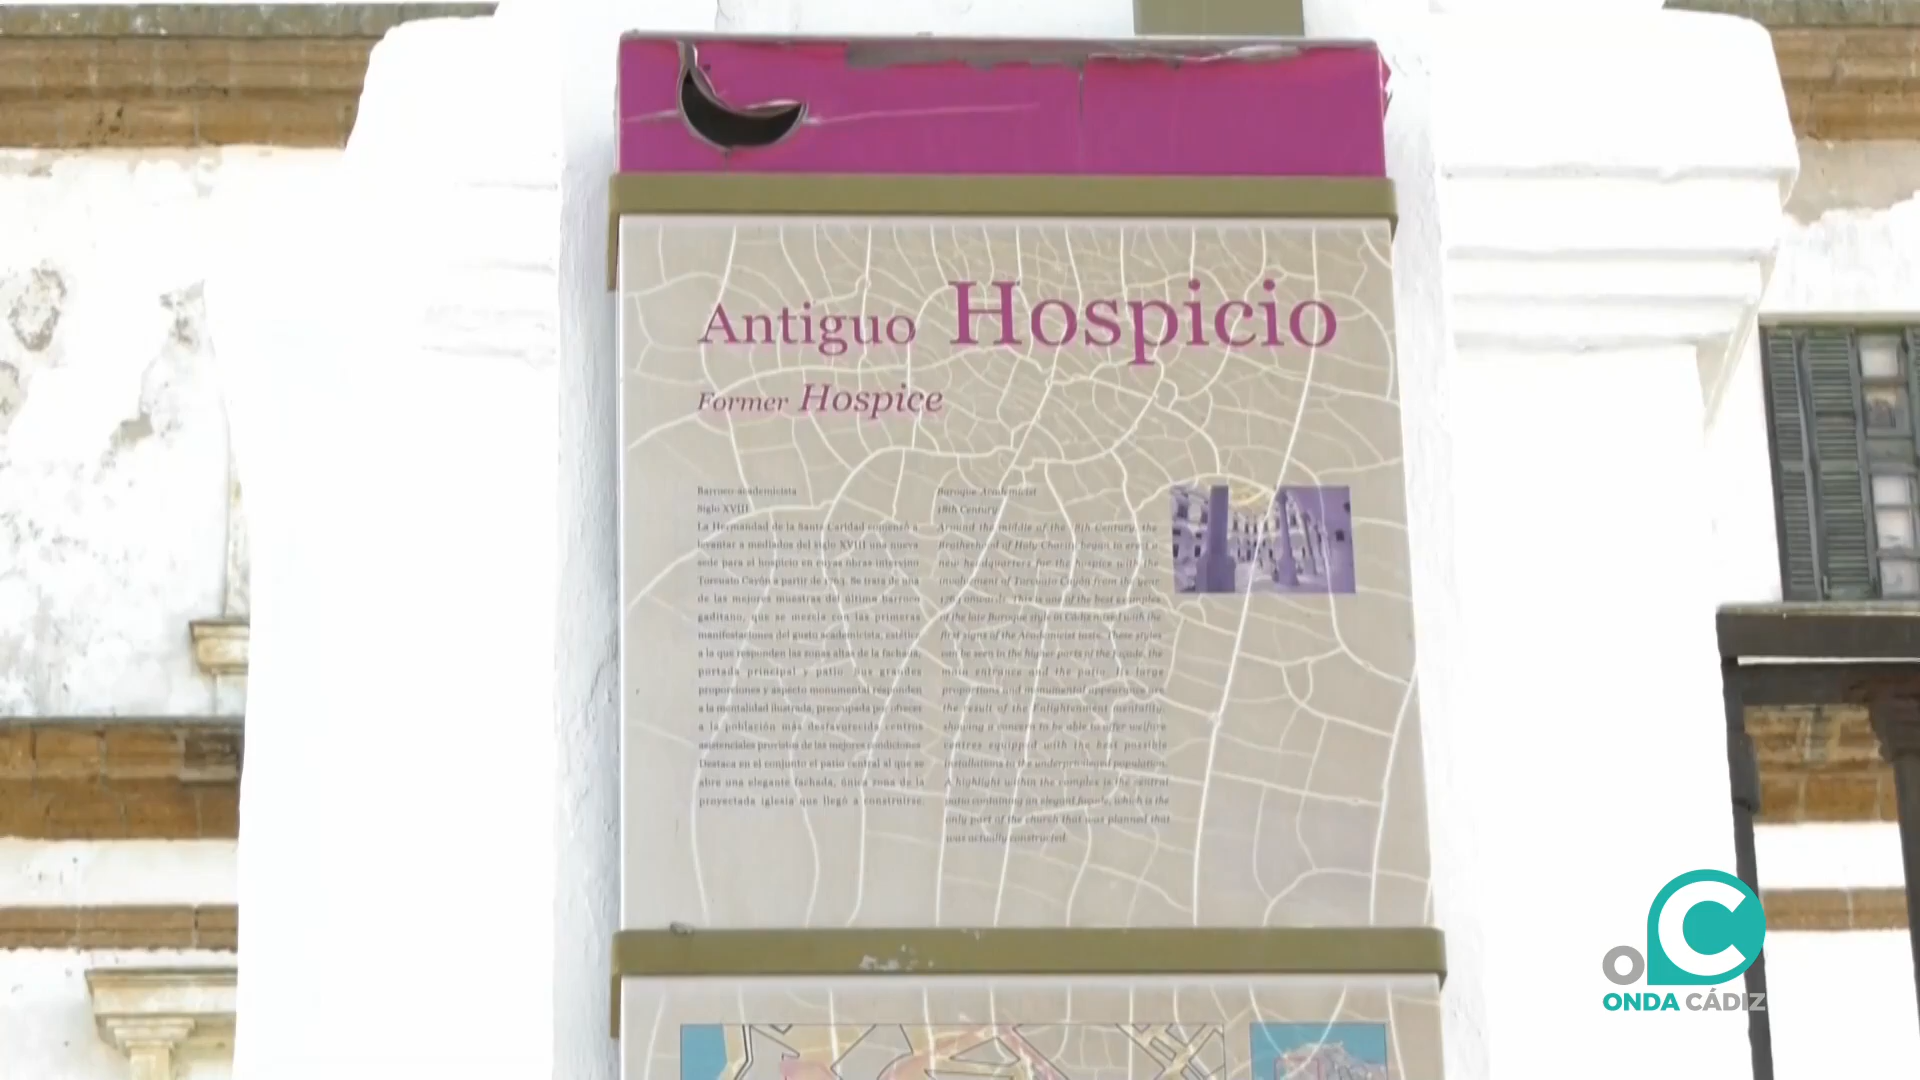 Antiguo Hospicio
Former Hospice
Barroco academicista
Siglo XVIII
La Hermandad de la Santa Caridad comenzó a
levantar a mediados del siglo XVIII una nueva
sede para el hospicio en cuyas obras intervino
Torcuato Cayón a partir de 1763. Se trata de una
de las mejores muestras del último barroco
gaditano, que se mezcla con las primeras
manifestaciones del gusto academicista, estética
a la que responden las zonas altas de la fachada,
portada principal y patio. Sus grandes
proporciones y aspecto monumental responden
a la mentalidad ilustrada, preocupada por ofrecer
a la población más desfavorecida centros
asistenciales provistos de las mejores condiciones.
Destaca en el conjunto el patio central al que se
abre una elegante fachada, única zona de la
proyectada iglesia que llegó a construirse.
Baroque Academicist
18th Century
Around the middle of the 18th Century, the
Brotherhood of Holy Charity began to erect a
new headquarters for the hospice with the
involvement of Torcuato Cayón from the year
1763 onwards. This is one of the best examples
of the late Baroque style in Cadiz mixed with the
first signs of the Academicist taste. These styles
can be seen in the higher parts of the façade, the
main entrance and the patio. Its large
proportions and monumental appearance are
the result of the Enlightenment mentality,
showing a concern to be able to offer welfare
centres equipped with the best possible
installations to the underprivileged population.
A highlight within the complex is the central
patio containing an elegant façade, which is the
only part of the church that was planned that
was actually constructed.
OC
ONDA CÁDIZ